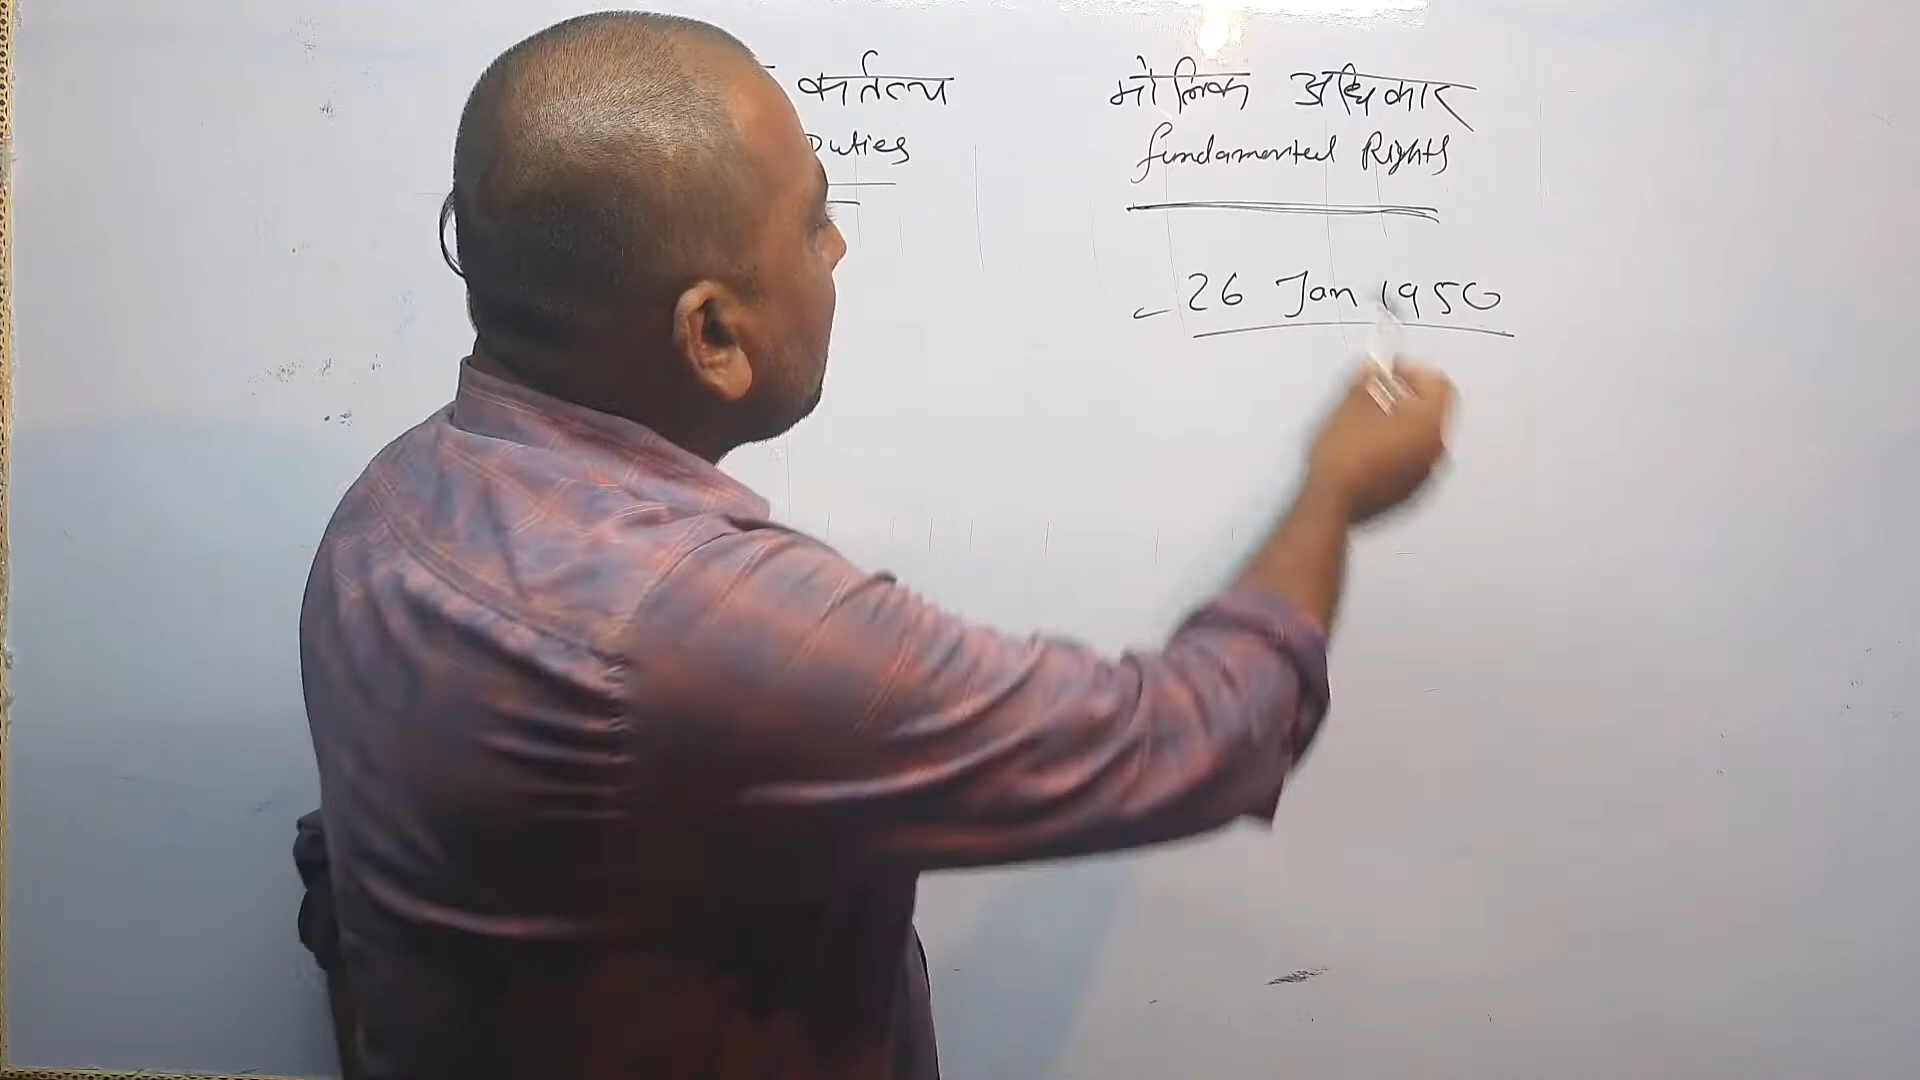 कर्तव्य
Duties
मौलिक अधिकार
fundamental Rights
- 26 Jan 1950